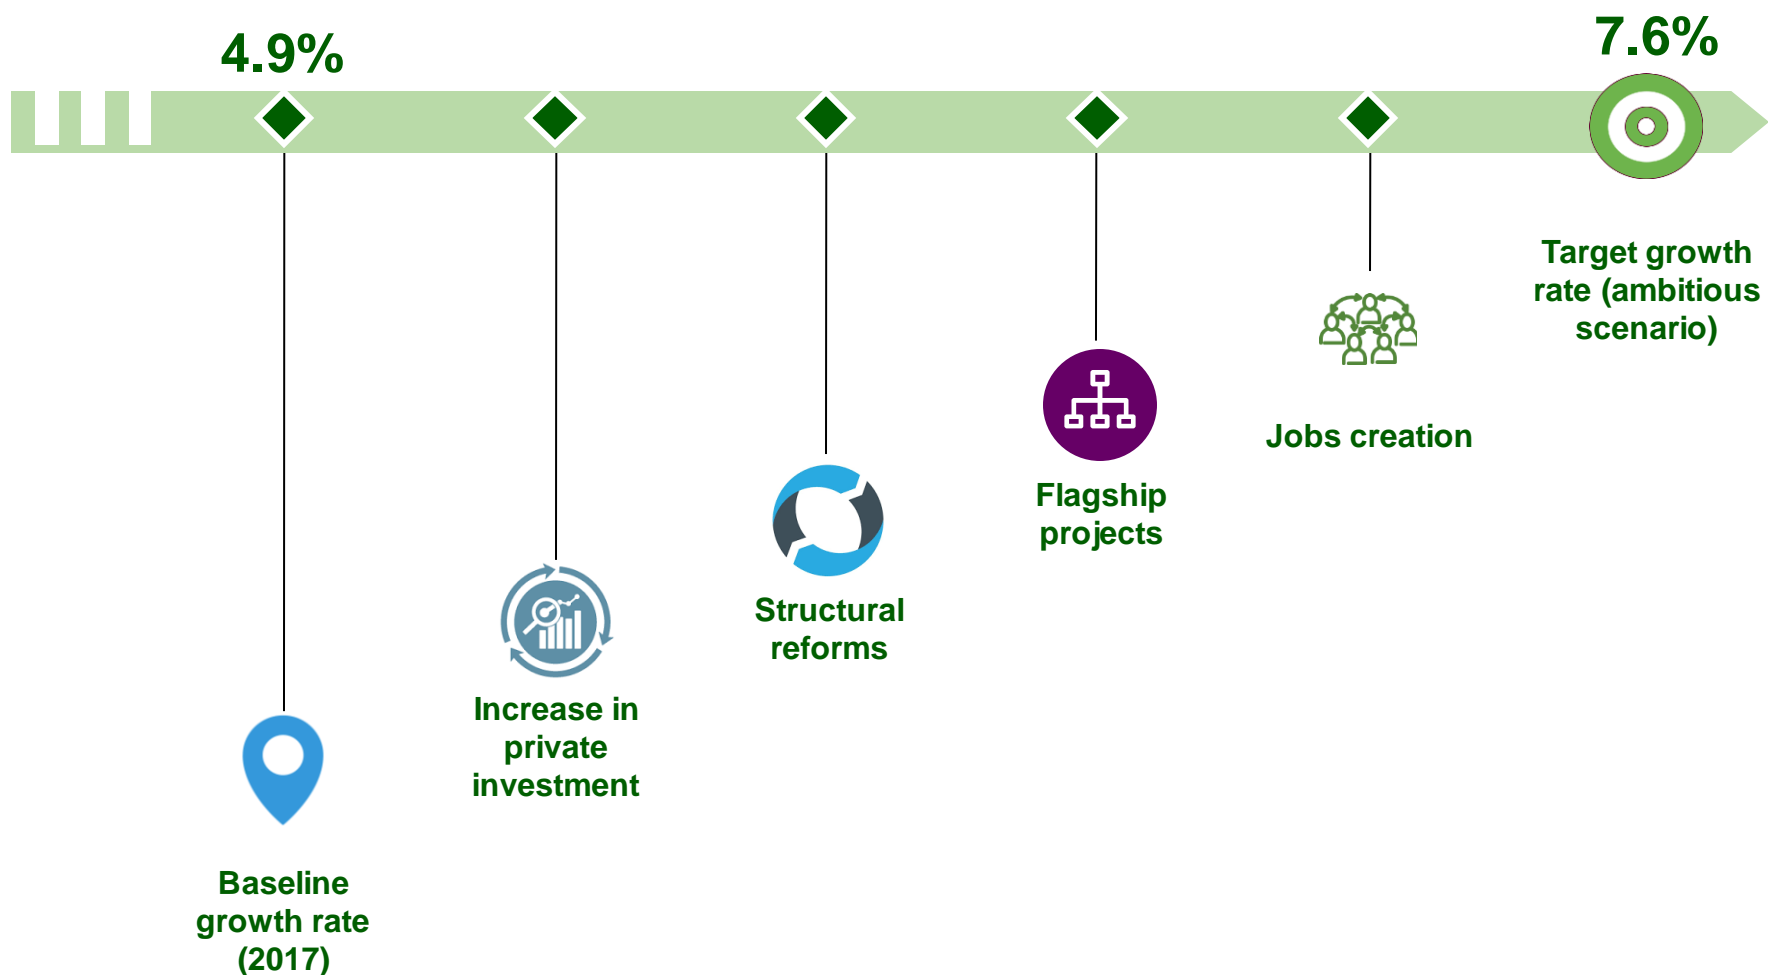 4.9%
7.6%
Baseline
growth rate
(2017)
Increase in
private
investment
Structural
reforms
Flagship
projects
Jobs creation
Target growth
rate (ambitious
scenario)